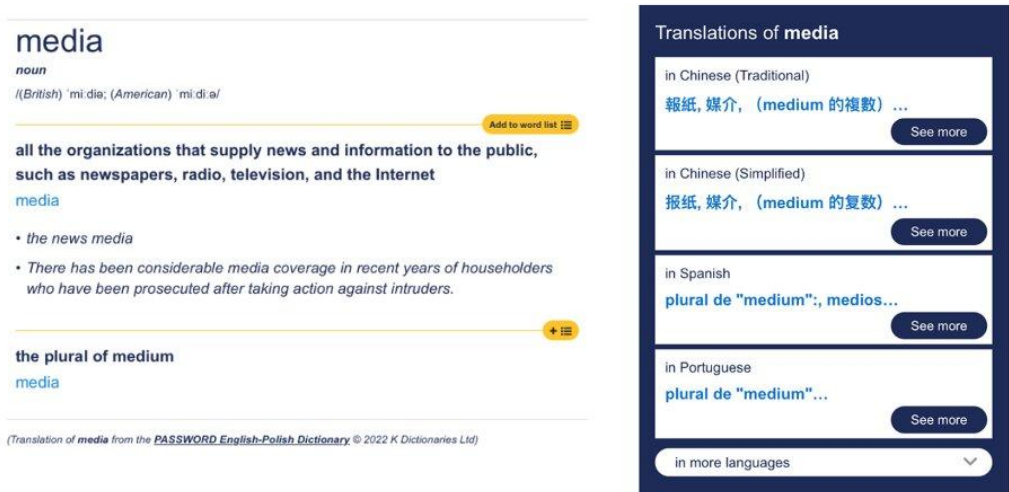 media
noun
/(British) ˈmiːdiə; (American) ˈmiːdiːə/
Add to word list
all the organizations that supply news and information to the public,
such as newspapers, radio, television, and the Internet
media
• the news media
• There has been considerable media coverage in recent years of householders
who have been prosecuted after taking action against intruders.
the plural of medium
media
(Translation of media from the PASSWORD English-Polish Dictionary © 2022 K Dictionaries Ltd)
Translations of media
in Chinese (Traditional)
報紙, 媒介, （medium 的複數）…
See more
in Chinese (Simplified)
报纸, 媒介, （medium 的复数）…
See more
in Spanish
plural de "medium":, medios…
See more
in Portuguese
plural de "medium"…
See more
in more languages